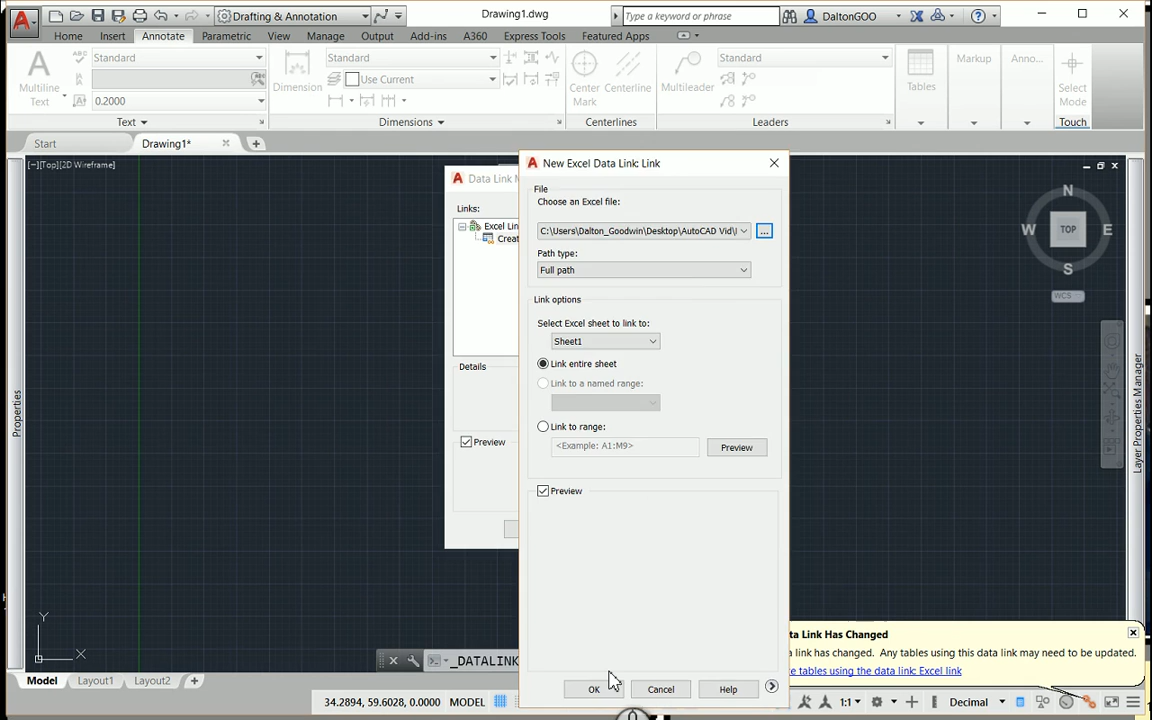 Drafting & Annotation
Drawing1.dwg
Type a keyword or phrase
DaltonGOO
Home Insert Annotate Parametric View Manage Output Add-ins A360 Express Tools Featured Apps
Standard
Standard
Standard
Use Current
0.2000
Multiline
Text
Dimension
Center
Mark
Centerline
Multileader
Tables
Markup
Anno...
Select
Mode
Text
Dimensions
Centerlines
Leaders
Touch
Start
Drawing1*
[−][Top][2D Wireframe]
N
W
TOP
E
S
WCS
Properties
Layer Properties Manager
Data Link M
Links:
Excel Lin
Creat
Details
Preview
New Excel Data Link: Link
File
Choose an Excel file:
C:\Users\Dalton_Goodwin\Desktop\AutoCAD Vid\
...
Path type:
Full path
Link options
Select Excel sheet to link to:
Sheet1
Link entire sheet
Link to a named range:
Link to range:
<Example: A1:M9>
Preview
Preview
OK
Cancel
Help
ta Link Has Changed
link has changed. Any tables using this data link may need to be updated.
e tables using the data link: Excel link
Y
X
_DATALINK
Model Layout1 Layout2
34.2894, 59.6028, 0.0000 MODEL
1:1
Decimal